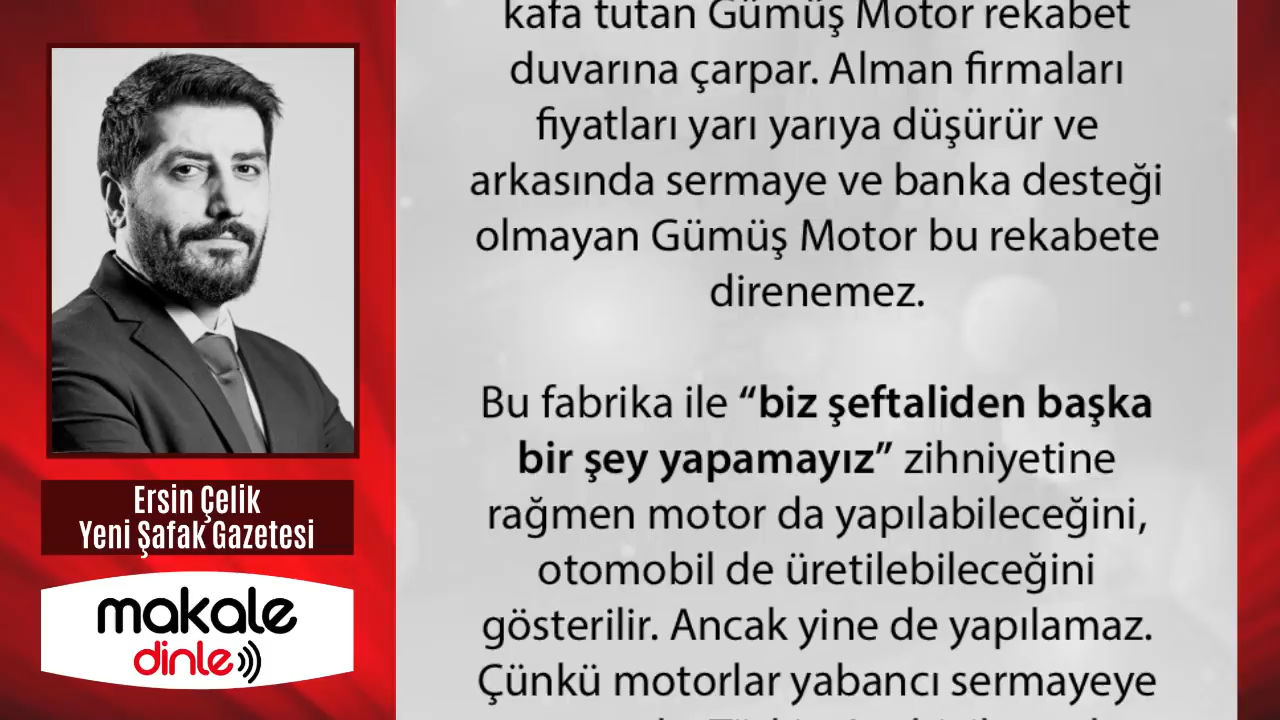 kafa tutan Gümüş Motor rekabet
duvarına çarpar. Alman firmaları
fiyatları yarı yarıya düşürür ve
arkasında sermaye ve banka desteği
olmayan Gümüş Motor bu rekabete
direnemez.
Bu fabrika ile “biz şeftaliden başka
bir şey yapamayız” zihniyetine
rağmen motor da yapılabileceğini,
otomobil de üretilebileceğini
gösterilir. Ancak yine de yapılamaz.
Çünkü motorlar yabancı sermayeye
Ersin Çelik
Yeni Şafak Gazetesi
makale
dinle